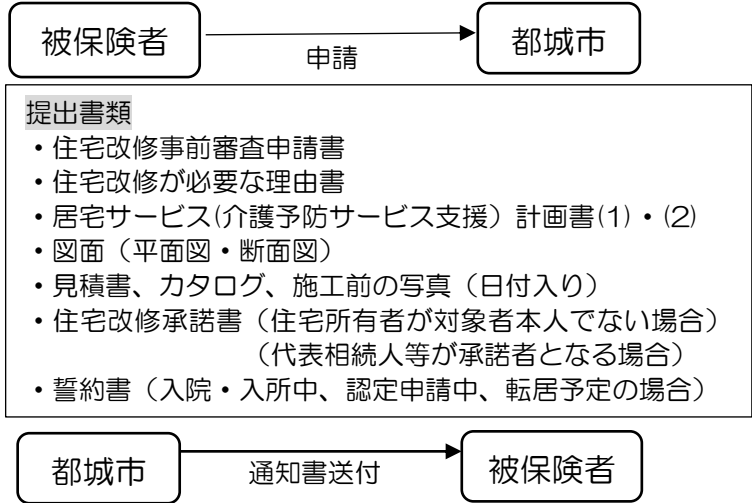 被保険者
申請
都城市
提出書類
・住宅改修事前審査申請書
・住宅改修が必要な理由書
・居宅サービス(介護予防サービス支援）計画書(1)・(2)
・図面（平面図・断面図）
・見積書、カタログ、施工前の写真（日付入り）
・住宅改修承諾書（住宅所有者が対象者本人でない場合）
（代表相続人等が承諾者となる場合）
・誓約書（入院・入所中、認定申請中、転居予定の場合）
都城市
通知書送付
被保険者